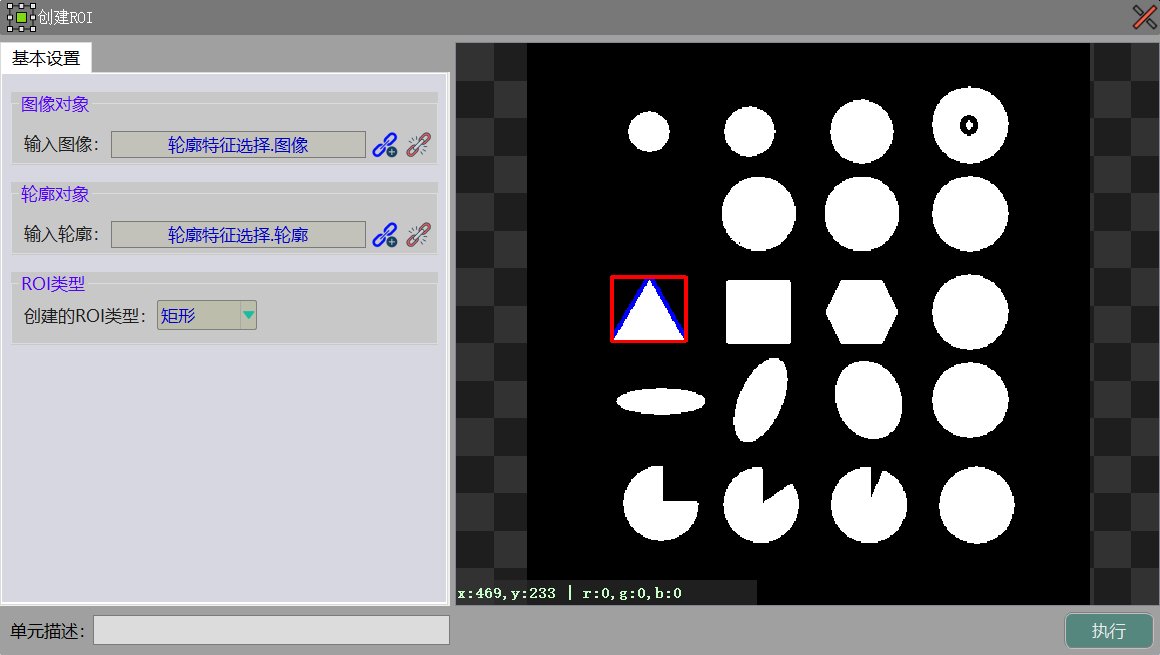 创建ROI
基本设置
图像对象
输入图像: 轮廓特征选择.图像
轮廓对象
输入轮廓: 轮廓特征选择.轮廓
ROI类型
创建的ROI类型: 矩形
x:469,y:233 | r:0,g:0,b:0
单元描述:
执行